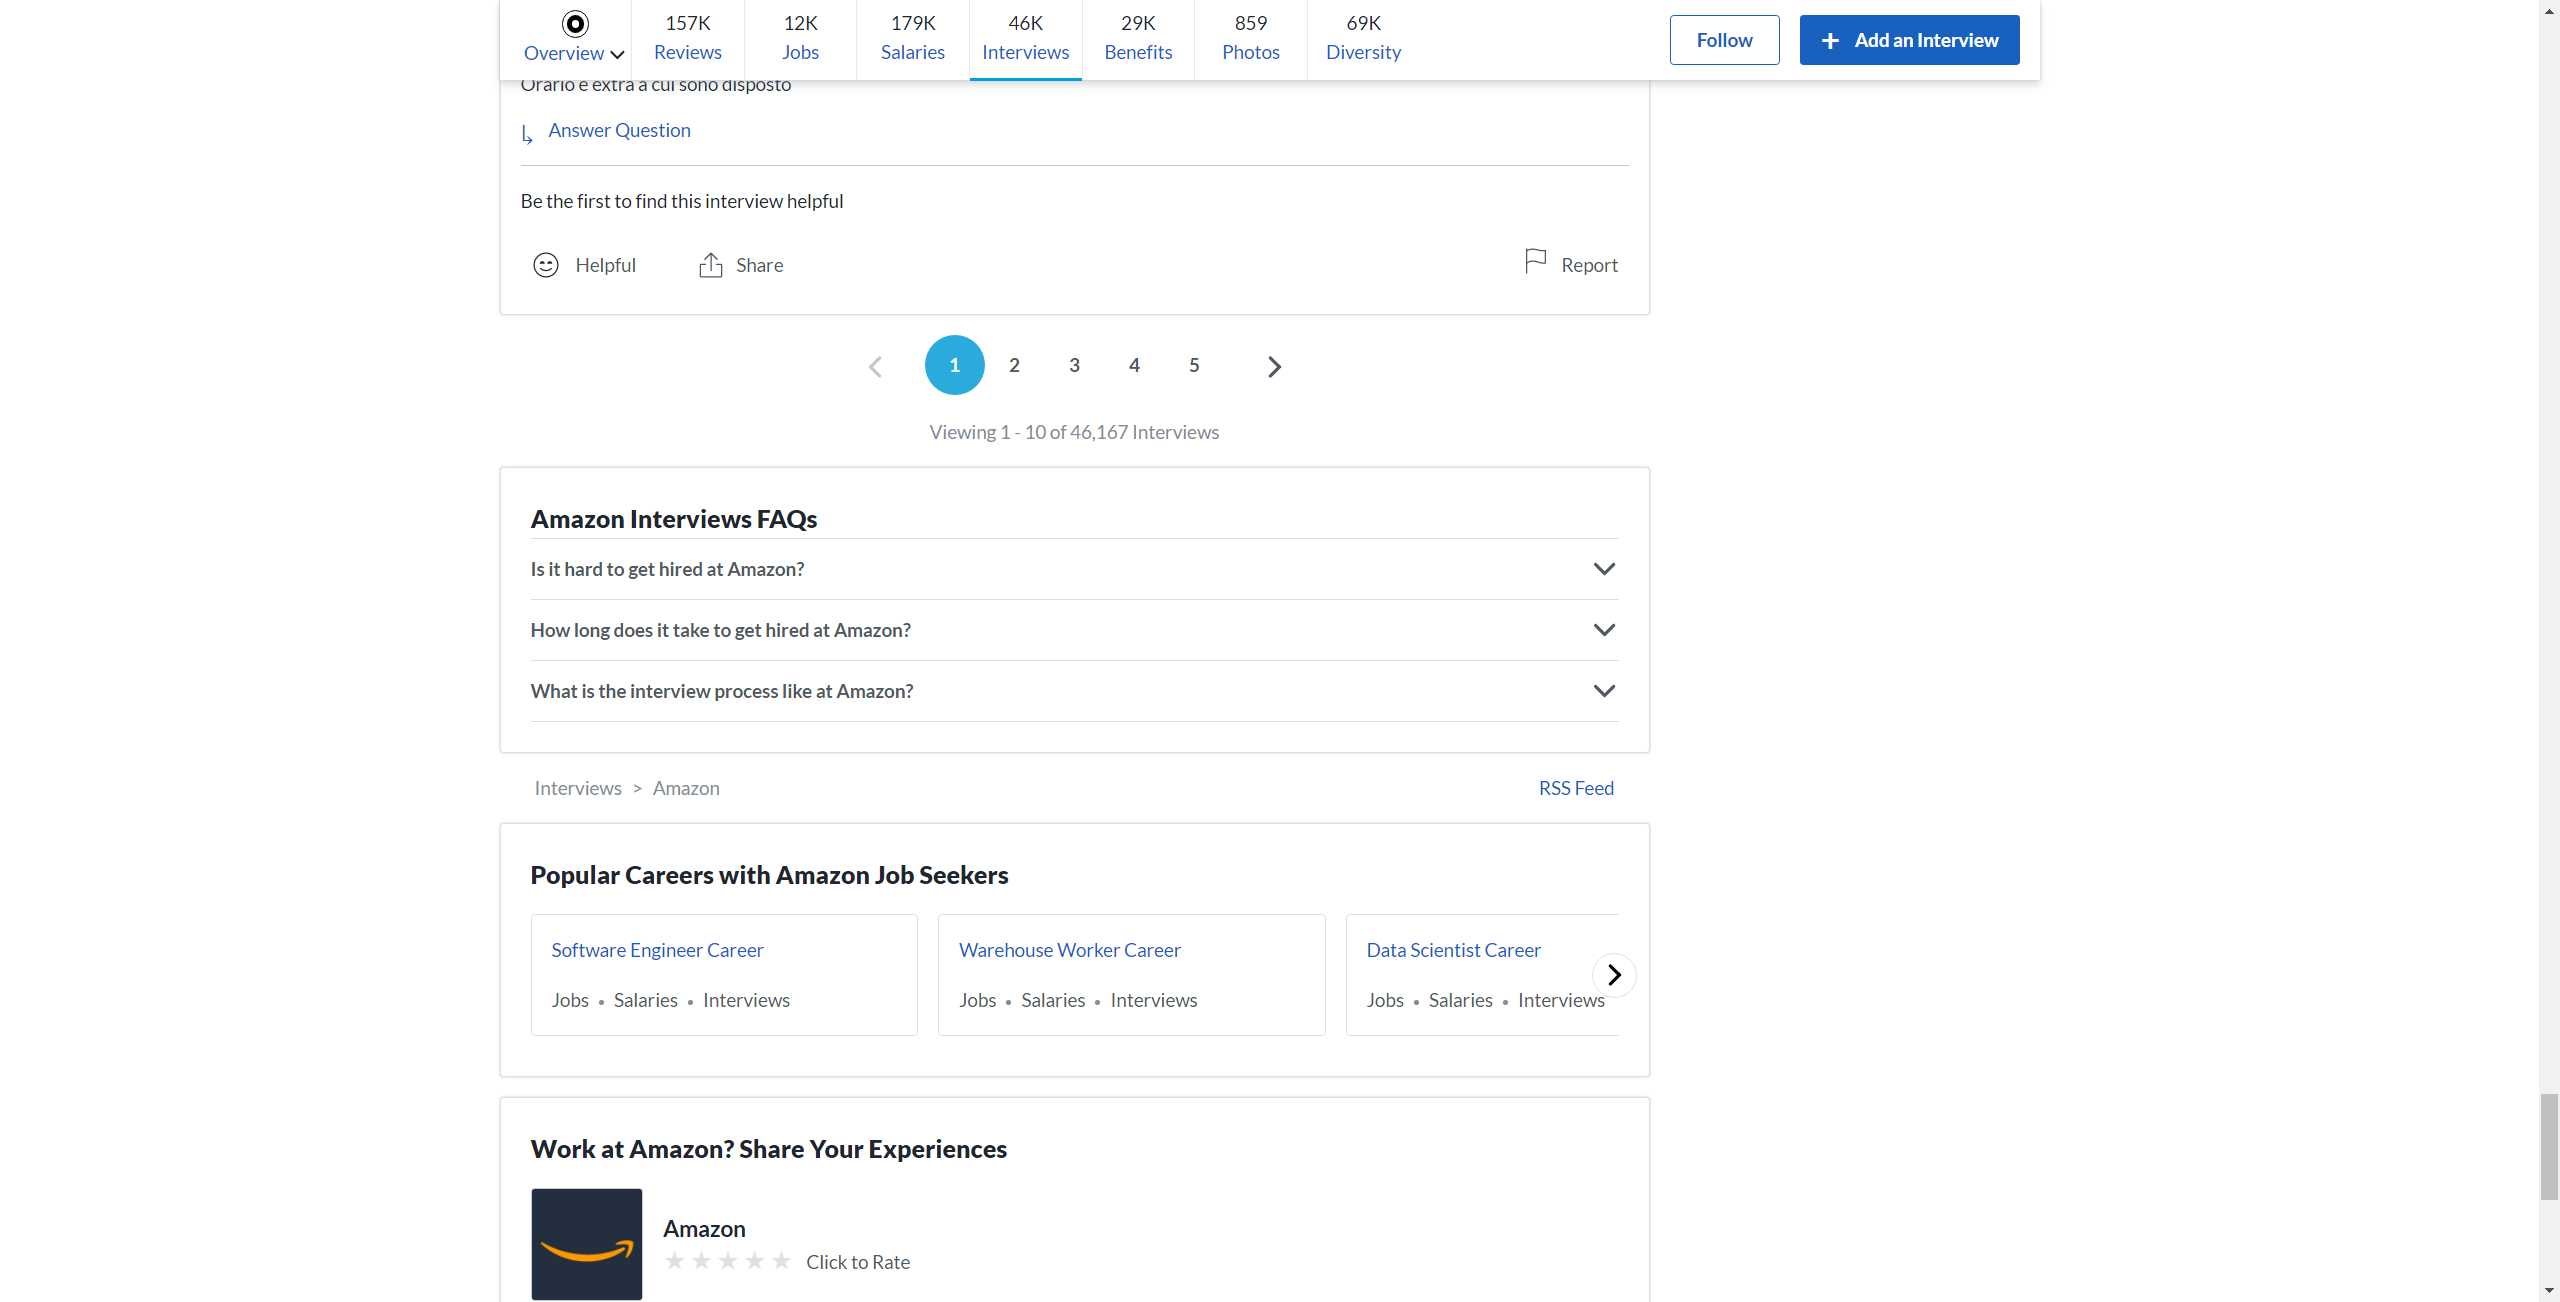 157K 12K 179K 46K 29K 859 69K
Overview Reviews Jobs Salaries Interviews Benefits Photos Diversity
Follow + Add an Interview
Orario e extra a cui sono disposto
Answer Question
Be the first to find this interview helpful
Helpful Share Report
1 2 3 4 5
Viewing 1 - 10 of 46,167 Interviews
Amazon Interviews FAQs
Is it hard to get hired at Amazon?
How long does it take to get hired at Amazon?
What is the interview process like at Amazon?
Interviews > Amazon RSS Feed
Popular Careers with Amazon Job Seekers
Software Engineer Career Warehouse Worker Career Data Scientist Career
Jobs • Salaries • Interviews Jobs • Salaries • Interviews Jobs • Salaries • Interviews
Work at Amazon? Share Your Experiences
Amazon
★★★★★ Click to Rate